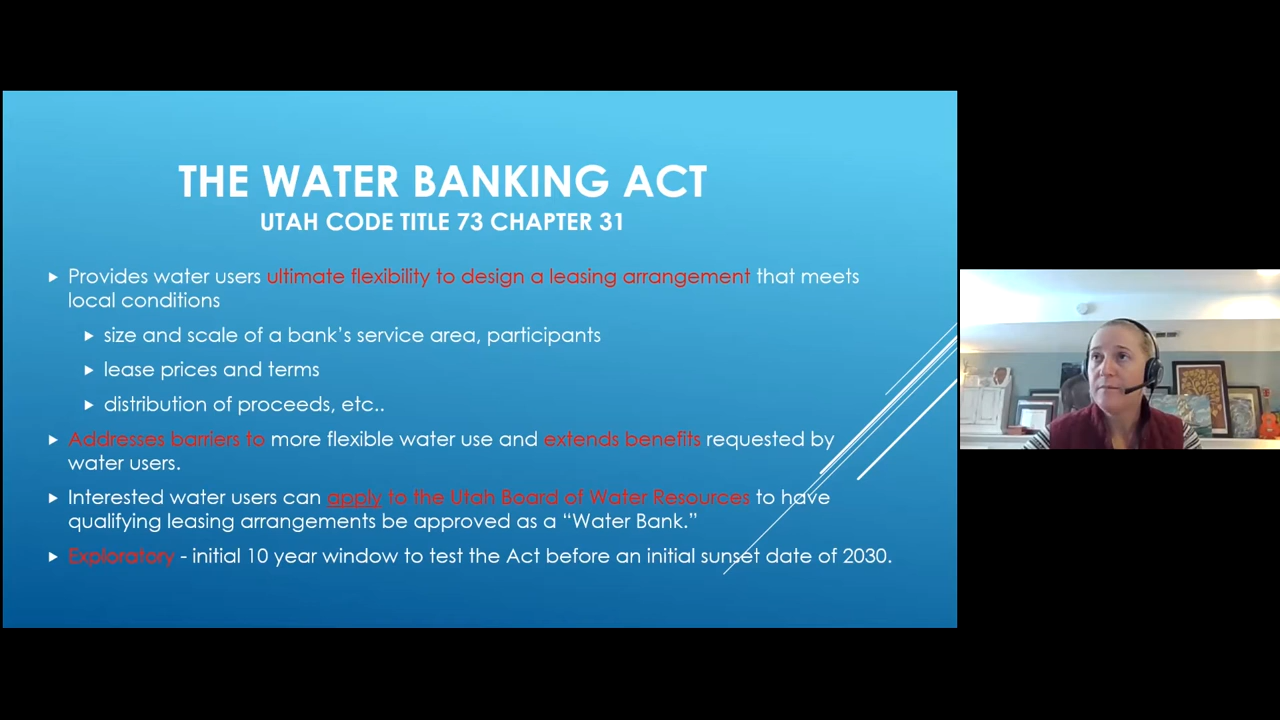 THE WATER BANKING ACT
UTAH CODE TITLE 73 CHAPTER 31
Provides water users ultimate flexibility to design a leasing arrangement that meets
local conditions
size and scale of a bank's service area, participants
lease prices and terms
distribution of proceeds, etc..
Addresses barriers to more flexible water use and extends benefits requested by
water users.
Interested water users can apply to the Utah Board of Water Resources to have
qualifying leasing arrangements be approved as a “Water Bank.”
Exploratory - initial 10 year window to test the Act before an initial sunset date of 2030.